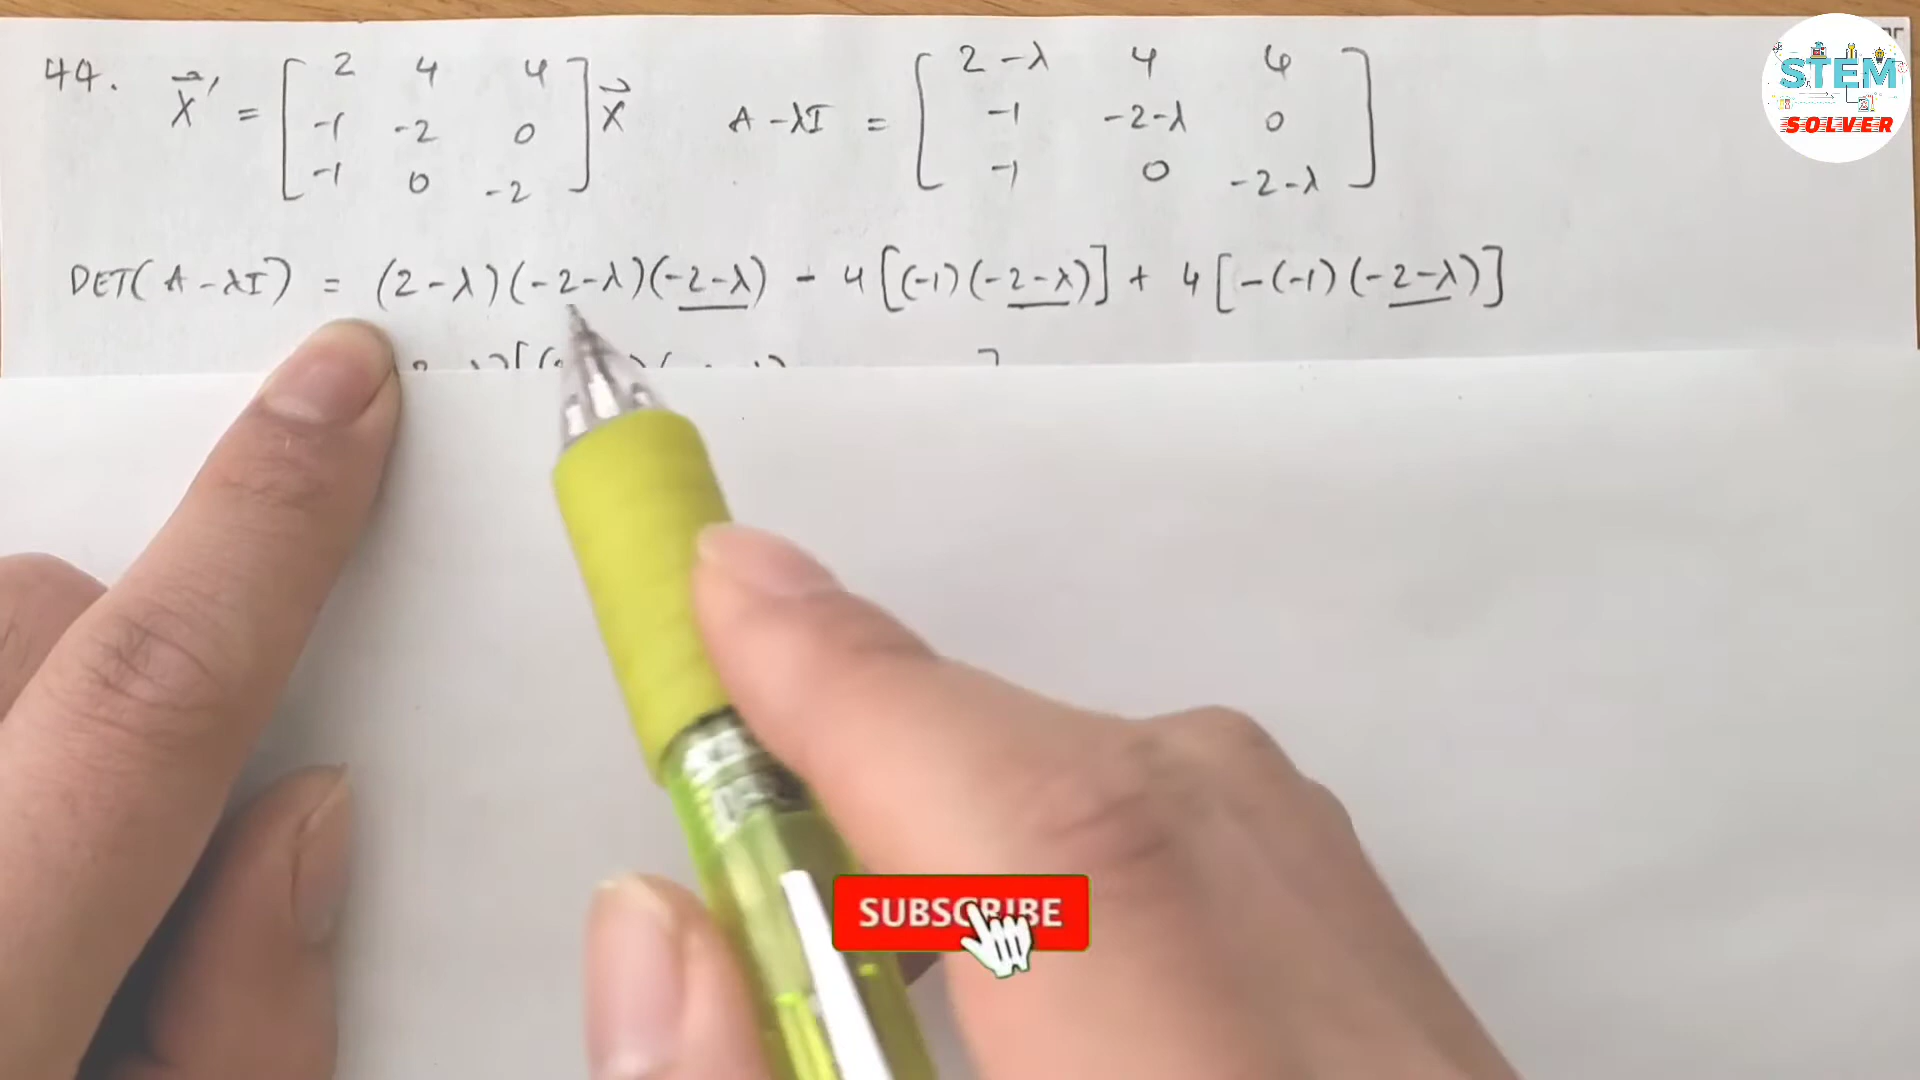 44. X⃗' = [ 2 4 4 ] X⃗ A - λI = [ 2-λ 4 4 ]
-1 -2 0 -1 -2-λ 0
-1 0 -2 -1 0 -2-λ
DET(A - λI) = (2-λ)(-2-λ)(-2-λ) - 4[(-1)(-2-λ)] + 4[-(-1)(-2-λ)]
STEM
SOLVER
SUBSCRIBE